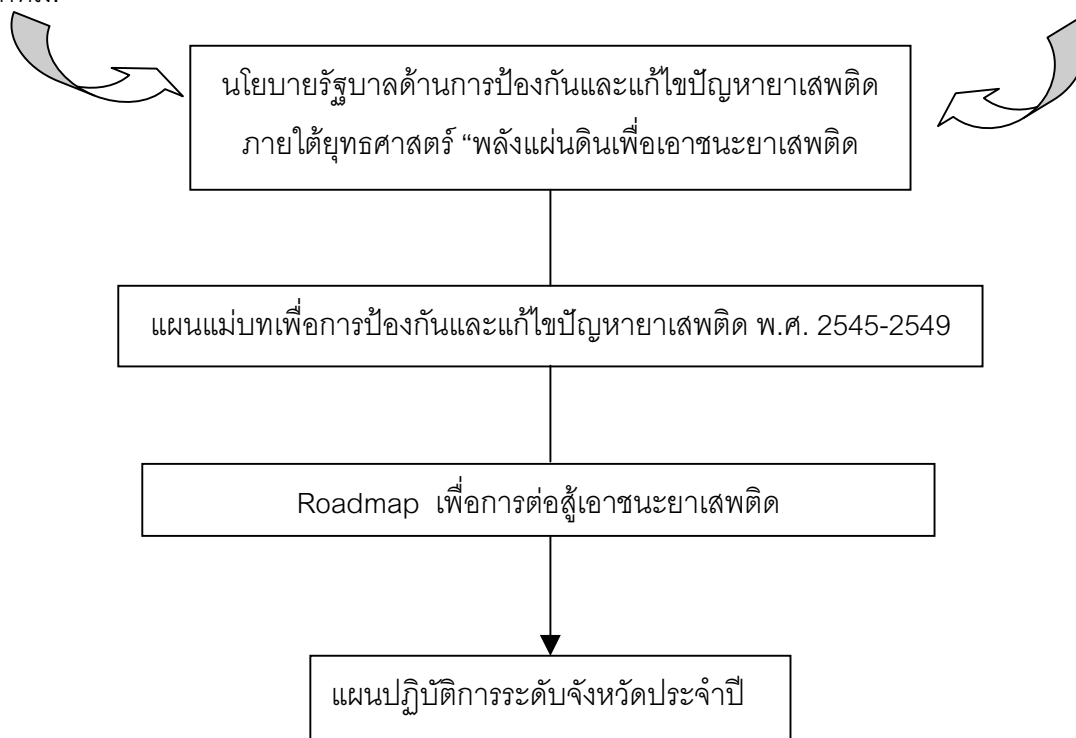 นโยบายรัฐบาลด้านการป้องกันและแก้ไขปัญหายาเสพติด
ภายใต้ยุทธศาสตร์ “พลังแผ่นดินเพื่อเอาชนะยาเสพติด
แผนแม่บทเพื่อการป้องกันและแก้ไขปัญหายาเสพติด พ.ศ. 2545-2549
Roadmap เพื่อการต่อสู้เอาชนะยาเสพติด
แผนปฏิบัติการระดับจังหวัดประจำปี